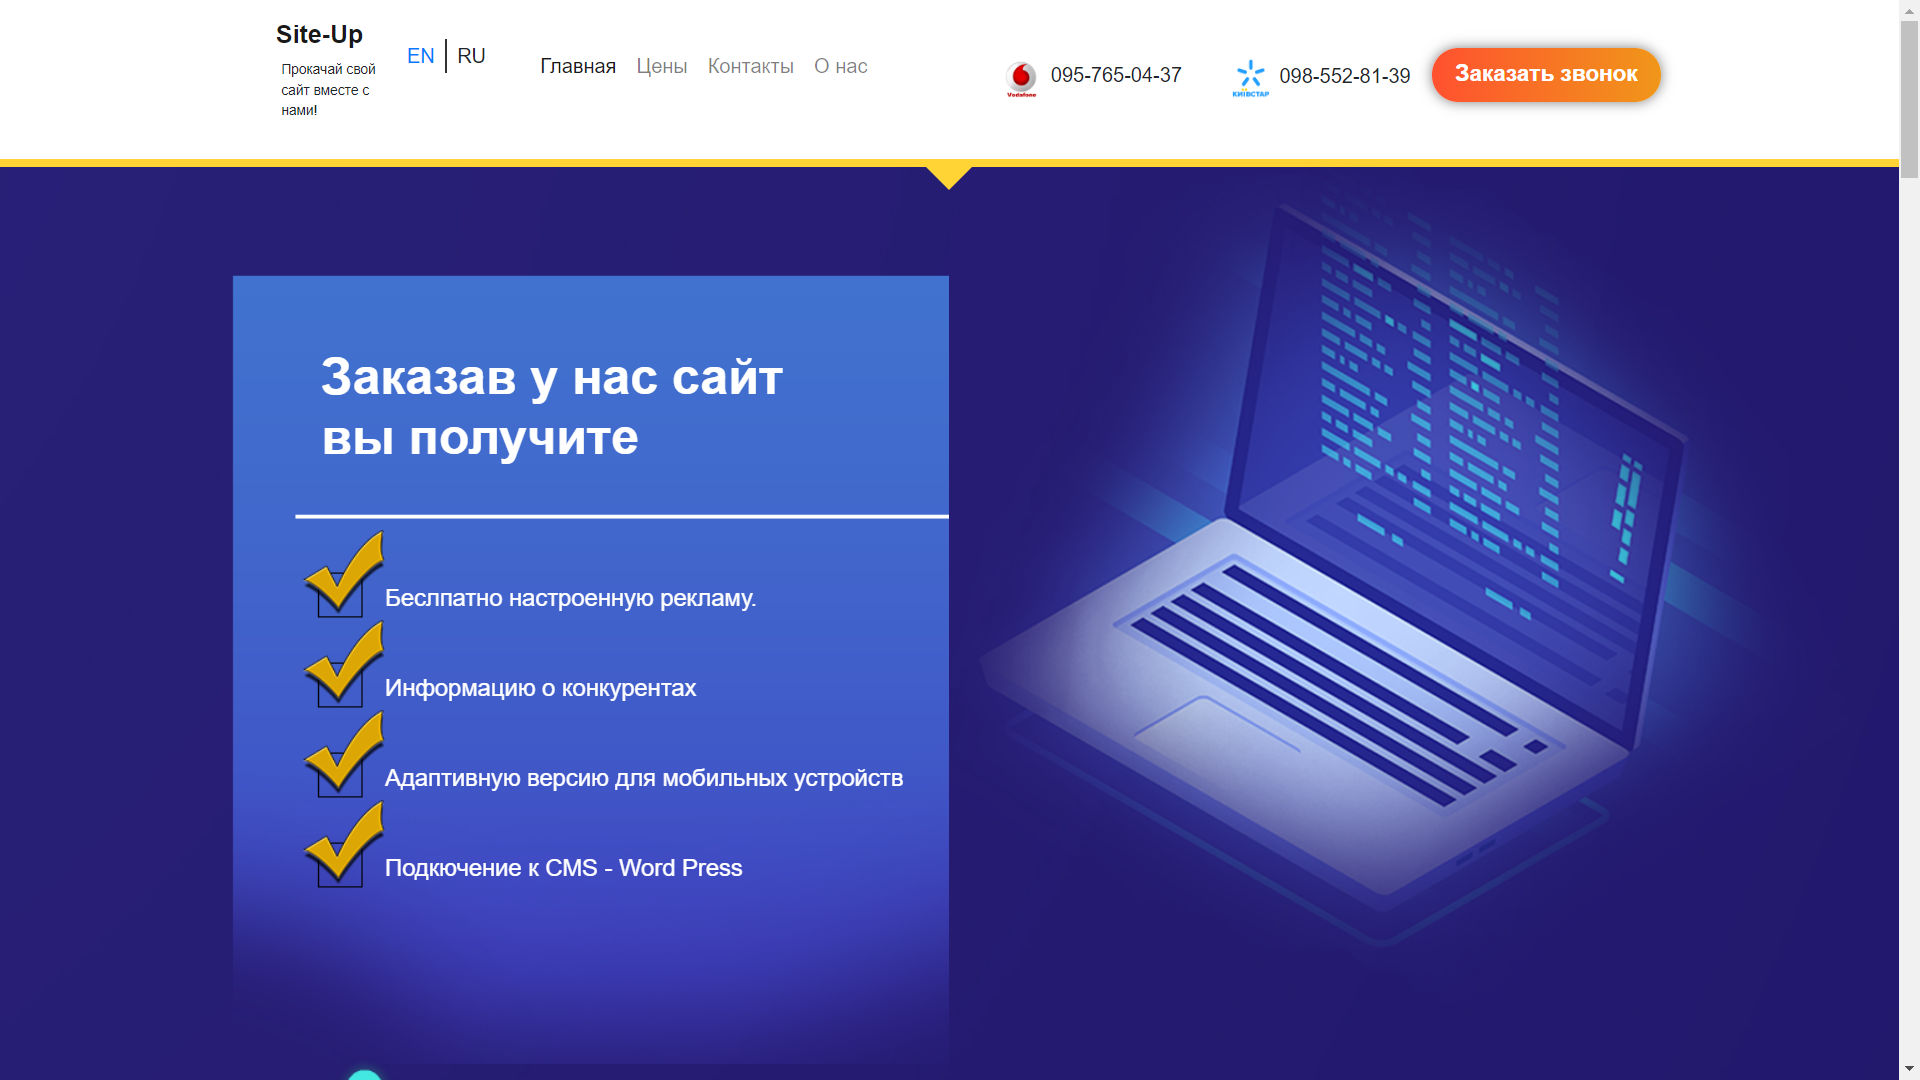 Site-Up
Прокачай свой
сайт вместе с
нами!
EN RU
Главная Цены Контакты О нас
Vodafone
095-765-04-37
КИЇВСТАР
098-552-81-39
Заказать звонок
Заказав у нас сайт
вы получите
Бесллатно настроенную рекламу.
Информацию о конкурентах
Адаптивную версию для мобильных устройств
Подкючение к CMS - Word Press